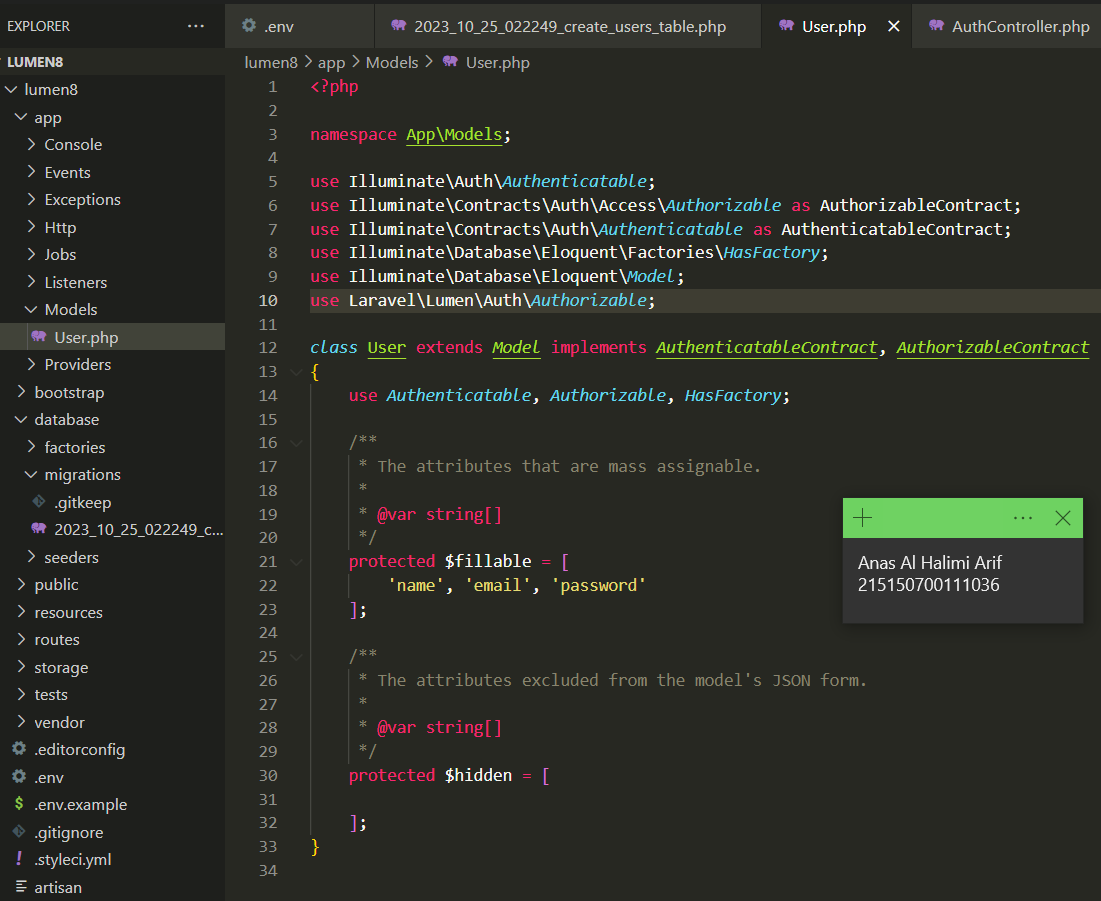 EXPLORER ···
LUMEN8
lumen8
app
Console
Events
Exceptions
Http
Jobs
Listeners
Models
User.php
Providers
bootstrap
database
factories
migrations
.gitkeep
2023_10_25_022249_c...
seeders
public
resources
routes
storage
tests
vendor
.editorconfig
.env
$ .env.example
.gitignore
! .styleci.yml
artisan
.env
2023_10_25_022249_create_users_table.php
User.php
AuthController.php
lumen8 > app > Models > User.php
1 <?php
2
3 namespace App\Models;
4
5 use Illuminate\Auth\Authenticatable;
6 use Illuminate\Contracts\Auth\Access\Authorizable as AuthorizableContract;
7 use Illuminate\Contracts\Auth\Authenticatable as AuthenticatableContract;
8 use Illuminate\Database\Eloquent\Factories\HasFactory;
9 use Illuminate\Database\Eloquent\Model;
10 use Laravel\Lumen\Auth\Authorizable;
11
12 class User extends Model implements AuthenticatableContract, AuthorizableContract
13 {
14     use Authenticatable, Authorizable, HasFactory;
15
16     /**
17      * The attributes that are mass assignable.
18      *
19      * @var string[]
20      */
21     protected $fillable = [
22         'name', 'email', 'password'
23     ];
24
25     /**
26      * The attributes excluded from the model's JSON form.
27      *
28      * @var string[]
29      */
30     protected $hidden = [
31
32     ];
33 }
34
Anas Al Halimi Arif
215150700111036